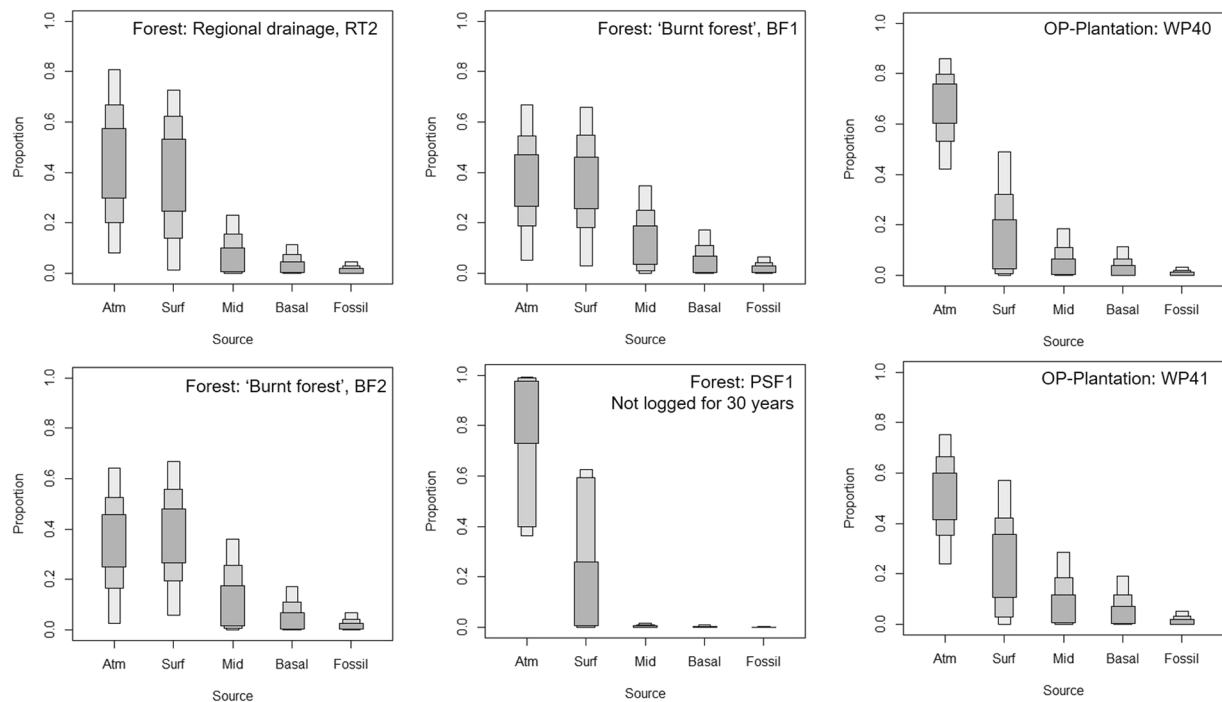 Forest: Regional drainage, RT2
Proportion
0.0 0.2 0.4 0.6 0.8 1.0
Atm Surf Mid Basal Fossil
Source
Forest: ‘Burnt forest’, BF1
Proportion
0.0 0.2 0.4 0.6 0.8 1.0
Atm Surf Mid Basal Fossil
Source
OP-Plantation: WP40
Proportion
0.0 0.2 0.4 0.6 0.8 1.0
Atm Surf Mid Basal Fossil
Source
Forest: ‘Burnt forest’, BF2
Proportion
0.0 0.2 0.4 0.6 0.8 1.0
Atm Surf Mid Basal Fossil
Source
Forest: PSF1
Not logged for 30 years
Proportion
0.0 0.2 0.4 0.6 0.8 1.0
Atm Surf Mid Basal Fossil
Source
OP-Plantation: WP41
Proportion
0.0 0.2 0.4 0.6 0.8 1.0
Atm Surf Mid Basal Fossil
Source